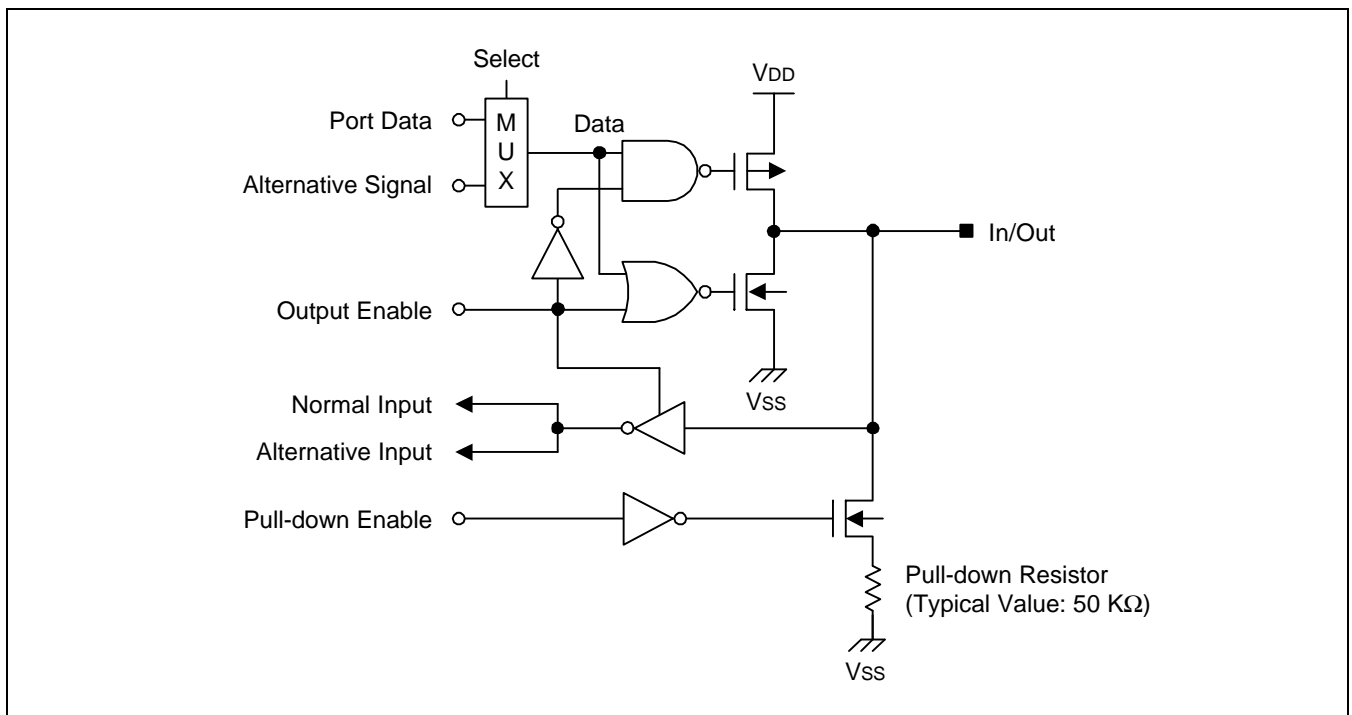 Select
VDD
Port Data
M
U
X
Data
Alternative Signal
In/Out
Output Enable
VSS
Normal Input
Alternative Input
Pull-down Enable
Pull-down Resistor
(Typical Value: 50 KΩ)
VSS